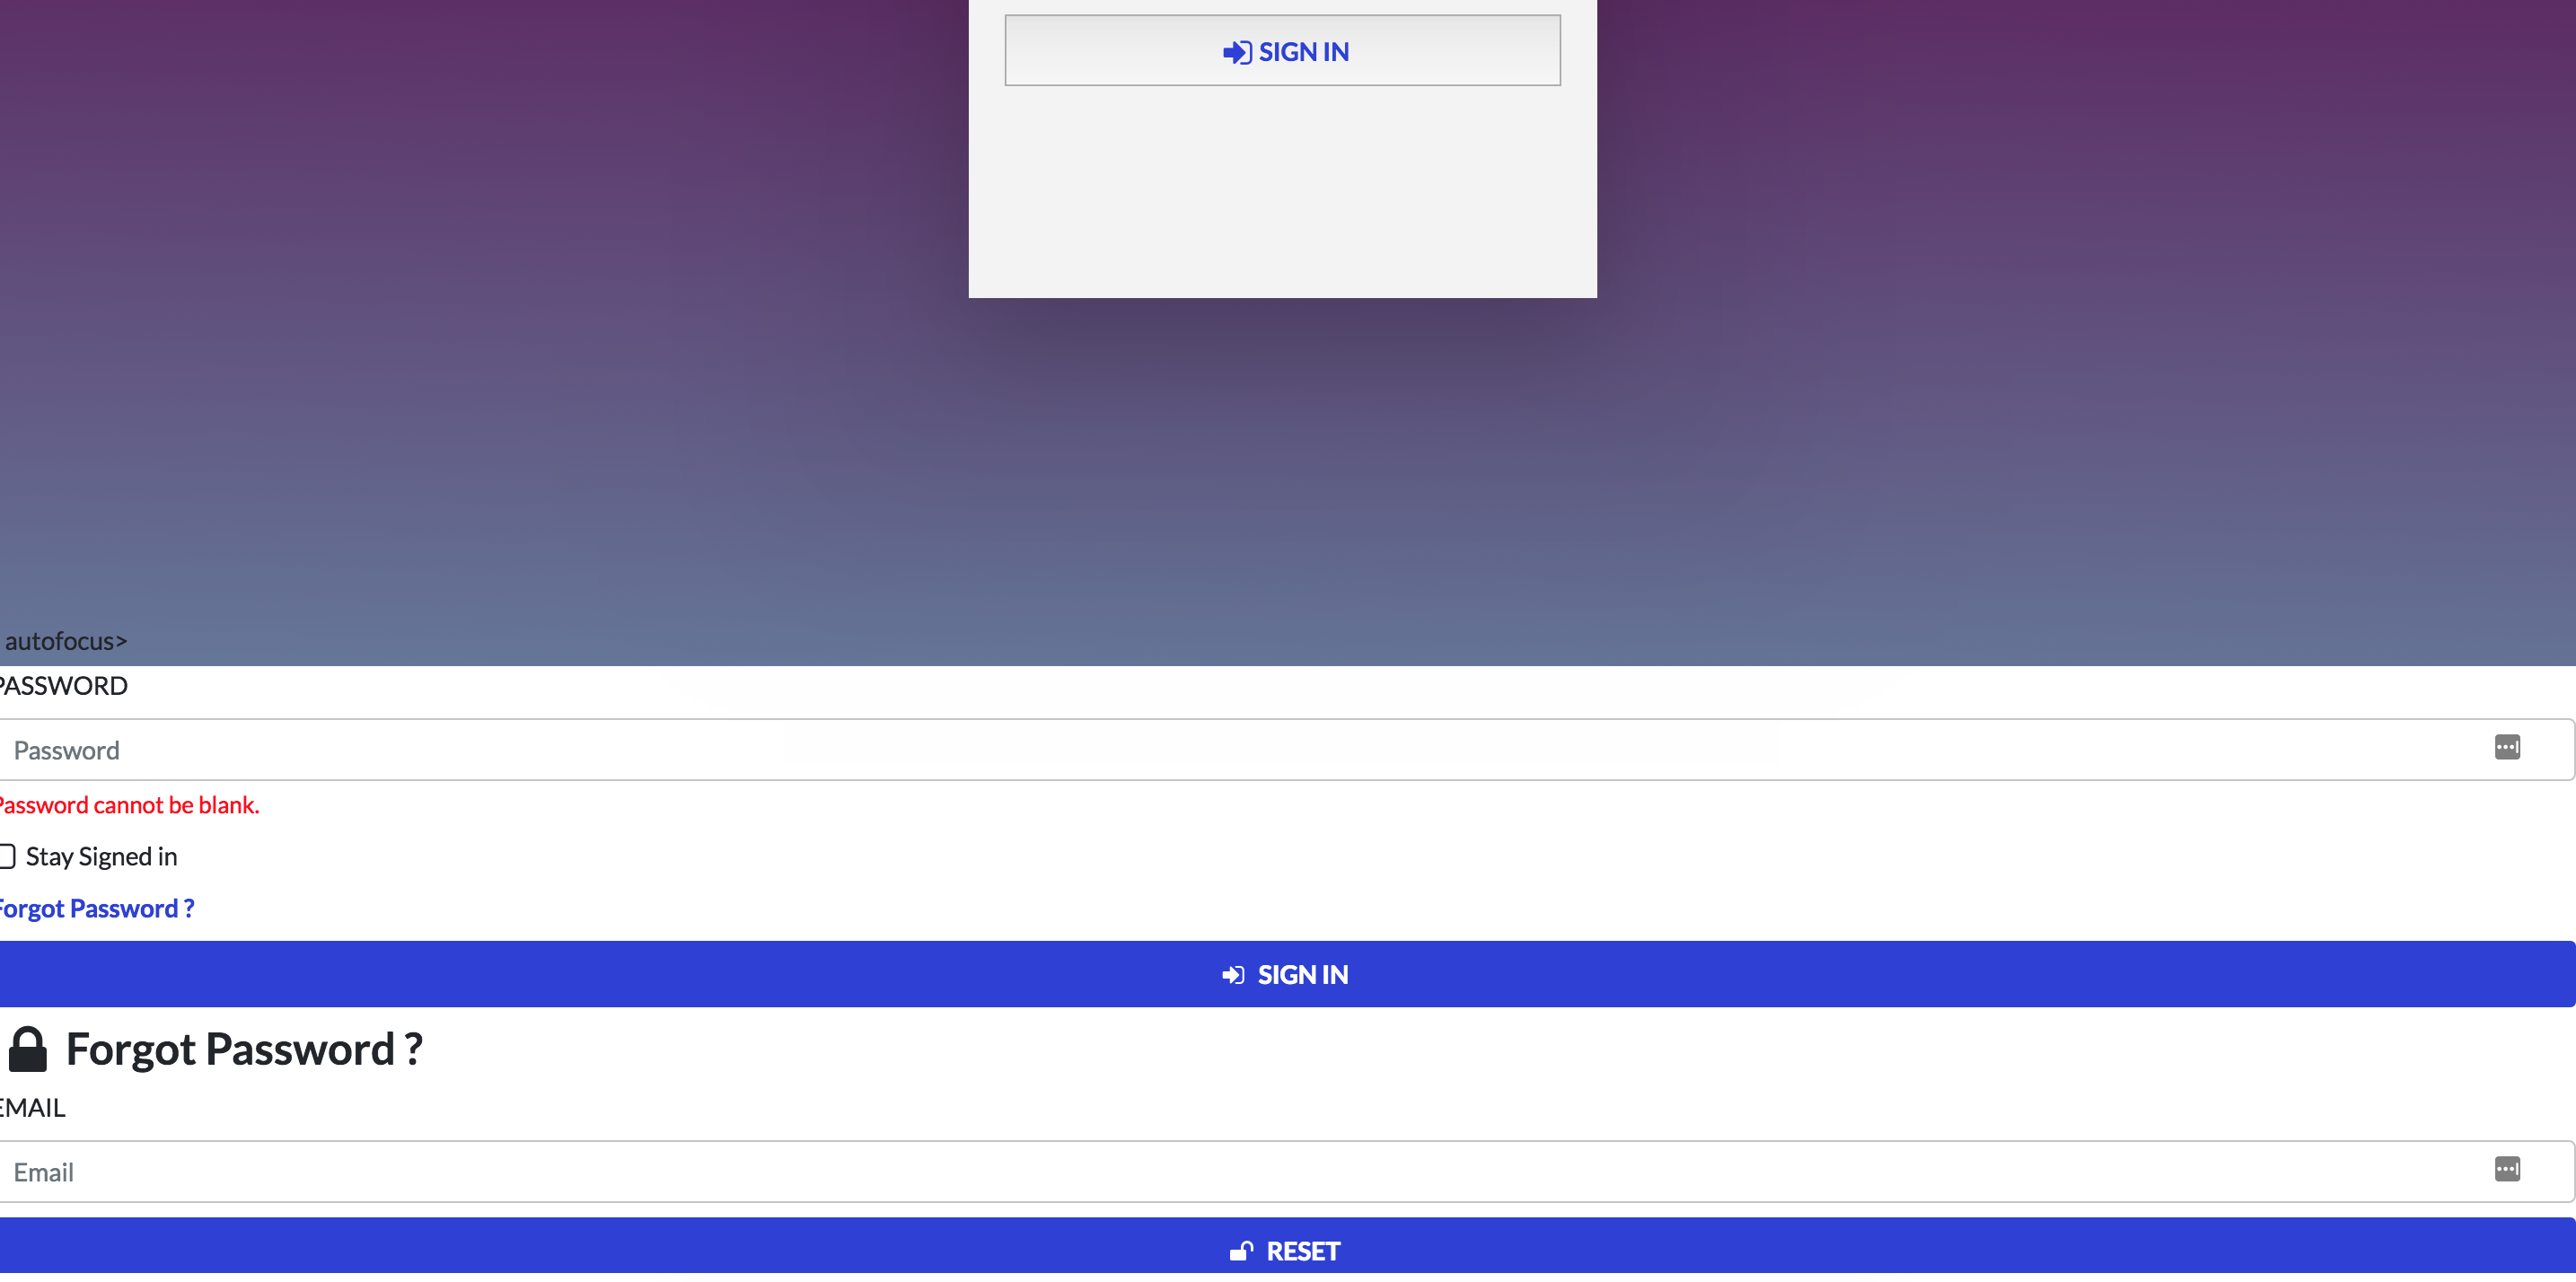 SIGN IN
autofocus>
PASSWORD
Password
Password cannot be blank.
Stay Signed in
Forgot Password ?
SIGN IN
Forgot Password ?
EMAIL
Email
RESET